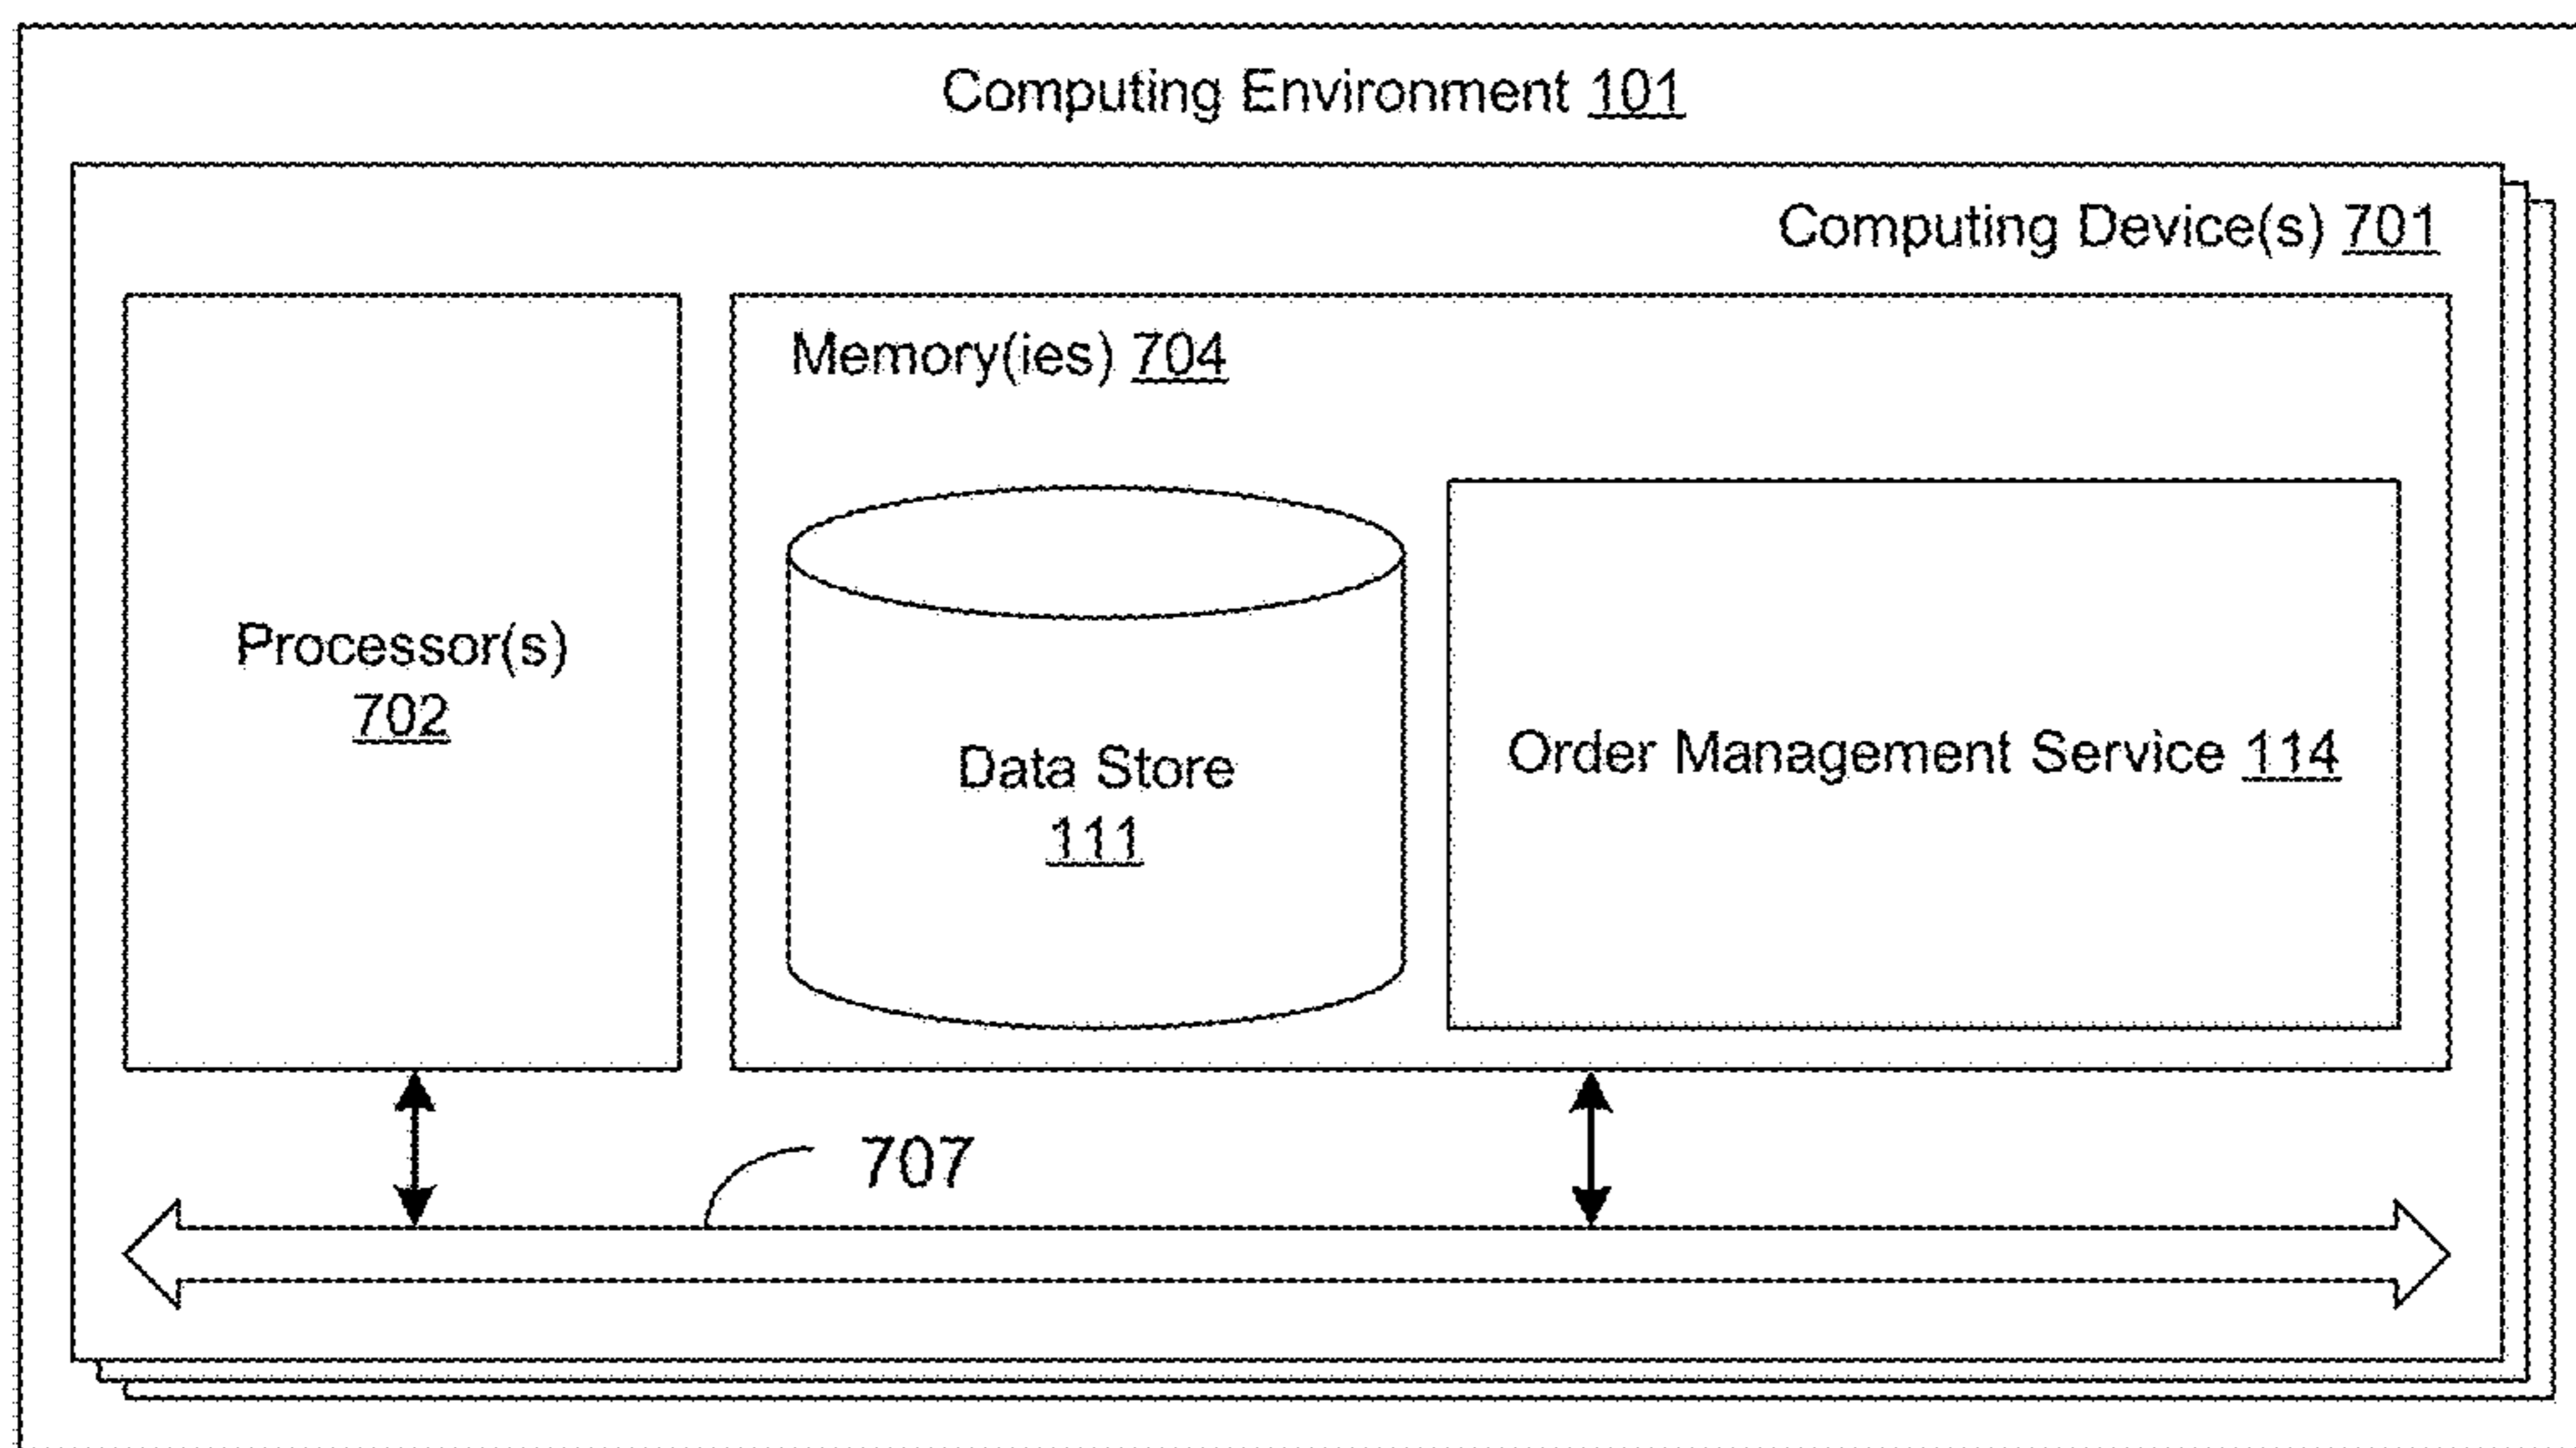 Computing Environment 101
Computing Device(s) 701
Memory(ies) 704
Processor(s)
702
Data Store
111
Order Management Service 114
707